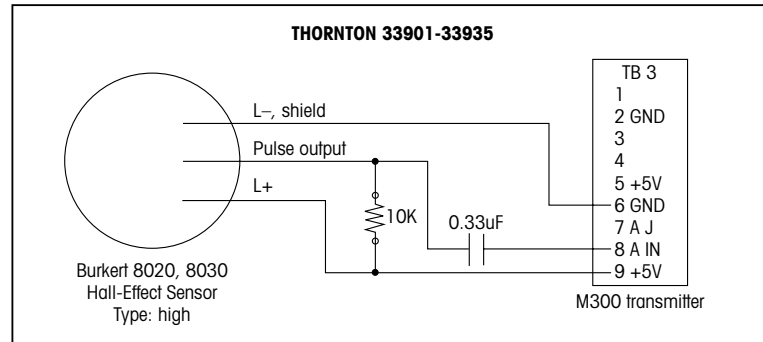 THORNTON 33901-33935
TB 3
1
L–, shield
2 GND
3
Pulse output
4
5 +5V
L+
6 GND
10K
0.33uF
7 A J
8 A IN
9 +5V
Burkert 8020, 8030
Hall-Effect Sensor
Type: high
M300 transmitter